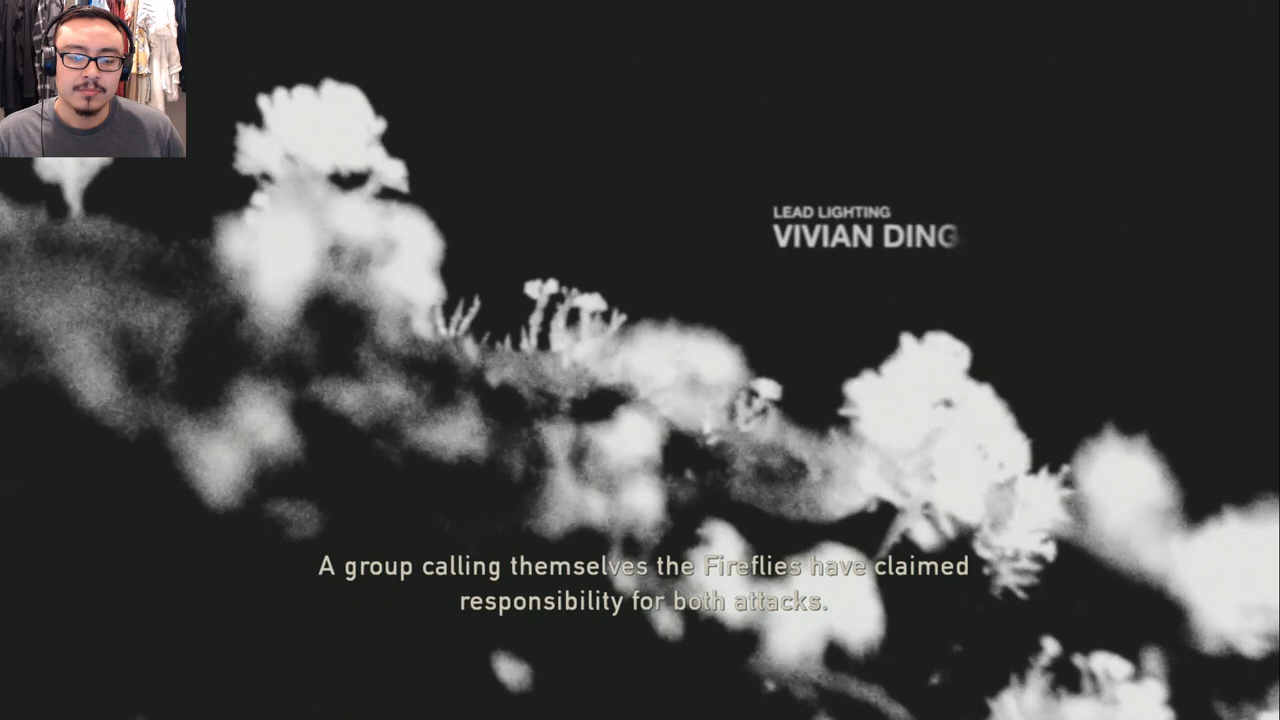 LEAD LIGHTING
VIVIAN DING
A group calling themselves the Fireflies have claimed
responsibility for both attacks.